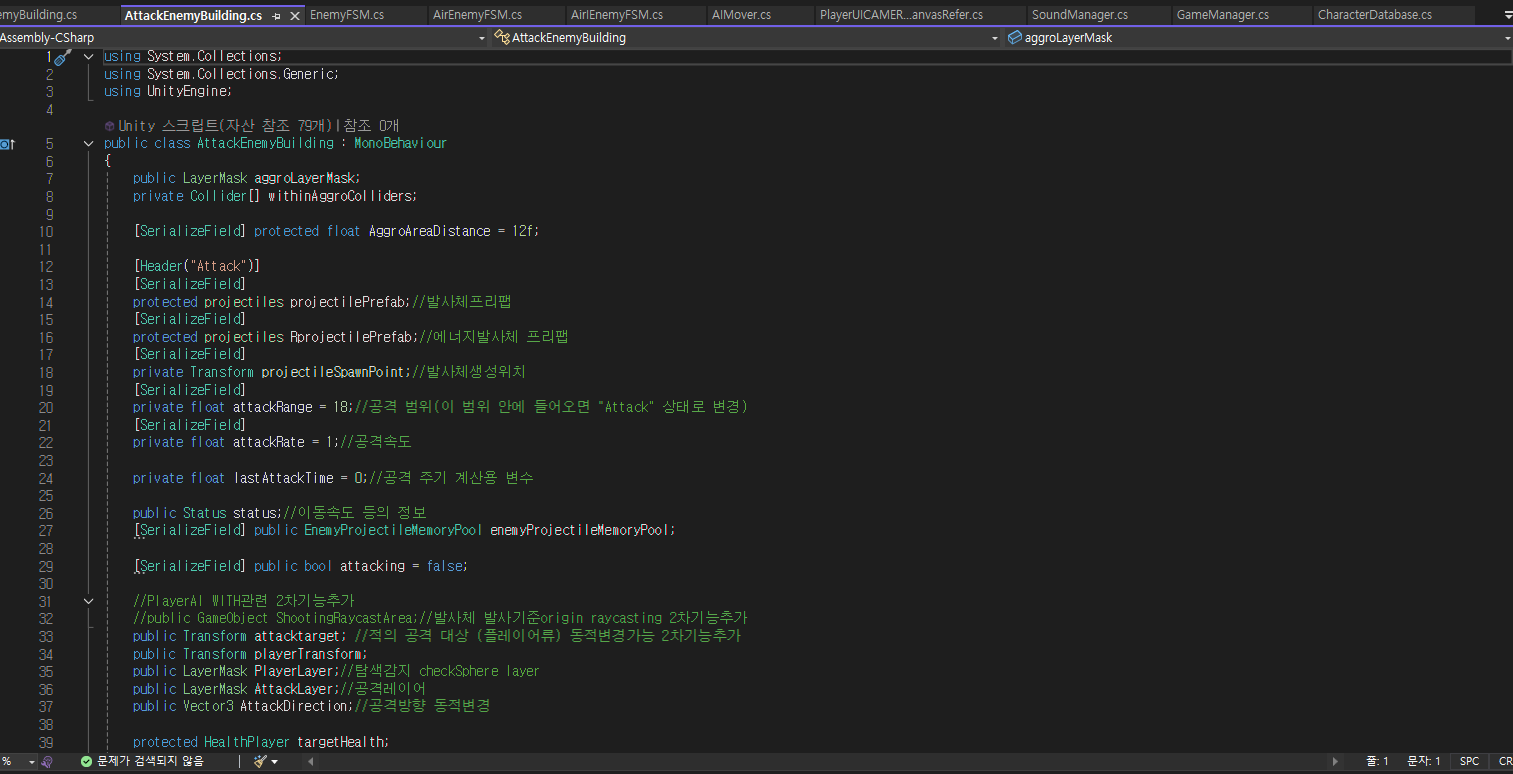 emyBuilding.cs AttackEnemyBuilding.cs EnemyFSM.cs AirEnemyFSM.cs AirIEnemyFSM.cs AIMover.cs PlayerUICAMER...anvasRefer.cs SoundManager.cs GameManager.cs CharacterDatabase.cs
Assembly-CSharp AttackEnemyBuilding aggroLayerMask
1 using System.Collections;
2 using System.Collections.Generic;
3 using UnityEngine;
4
Unity 스크립트(자산 참조 79개)|참조 0개
5 public class AttackEnemyBuilding : MonoBehaviour
6 {
7 public LayerMask aggroLayerMask;
8 private Collider[] withinAggroColliders;
9
10 [SerializeField] protected float AggroAreaDistance = 12f;
11
12 [Header("Attack")]
13 [SerializeField]
14 protected projectiles projectilePrefab;//발사체프리팹
15 [SerializeField]
16 protected projectiles RprojectilePrefab;//에너지발사체 프리팹
17 [SerializeField]
18 private Transform projectileSpawnPoint;//발사체생성위치
19 [SerializeField]
20 private float attackRange = 18;//공격 범위(이 범위 안에 들어오면 "Attack" 상태로 변경)
21 [SerializeField]
22 private float attackRate = 1;//공격속도
23
24 private float lastAttackTime = 0;//공격 주기 계산용 변수
25
26 public Status status;//이동속도 등의 정보
27 [SerializeField] public EnemyProjectileMemoryPool enemyProjectileMemoryPool;
28
29 [SerializeField] public bool attacking = false;
30
31 //PlayerAI WITH관련 2차기능추가
32 //public GameObject ShootingRaycastArea;//발사체 발사기준origin raycasting 2차기능추가
33 public Transform attacktarget; //적의 공격 대상 (플레이어류) 동적변경가능 2차기능추가
34 public Transform playerTransform;
35 public LayerMask PlayerLayer;//탐색감지 checkSphere layer
36 public LayerMask AttackLayer;//공격레이어
37 public Vector3 AttackDirection;//공격방향 동적변경
38
39 protected HealthPlayer targetHealth;
% 문제가 검색되지 않음 줄: 1 문자: 1 SPC CR